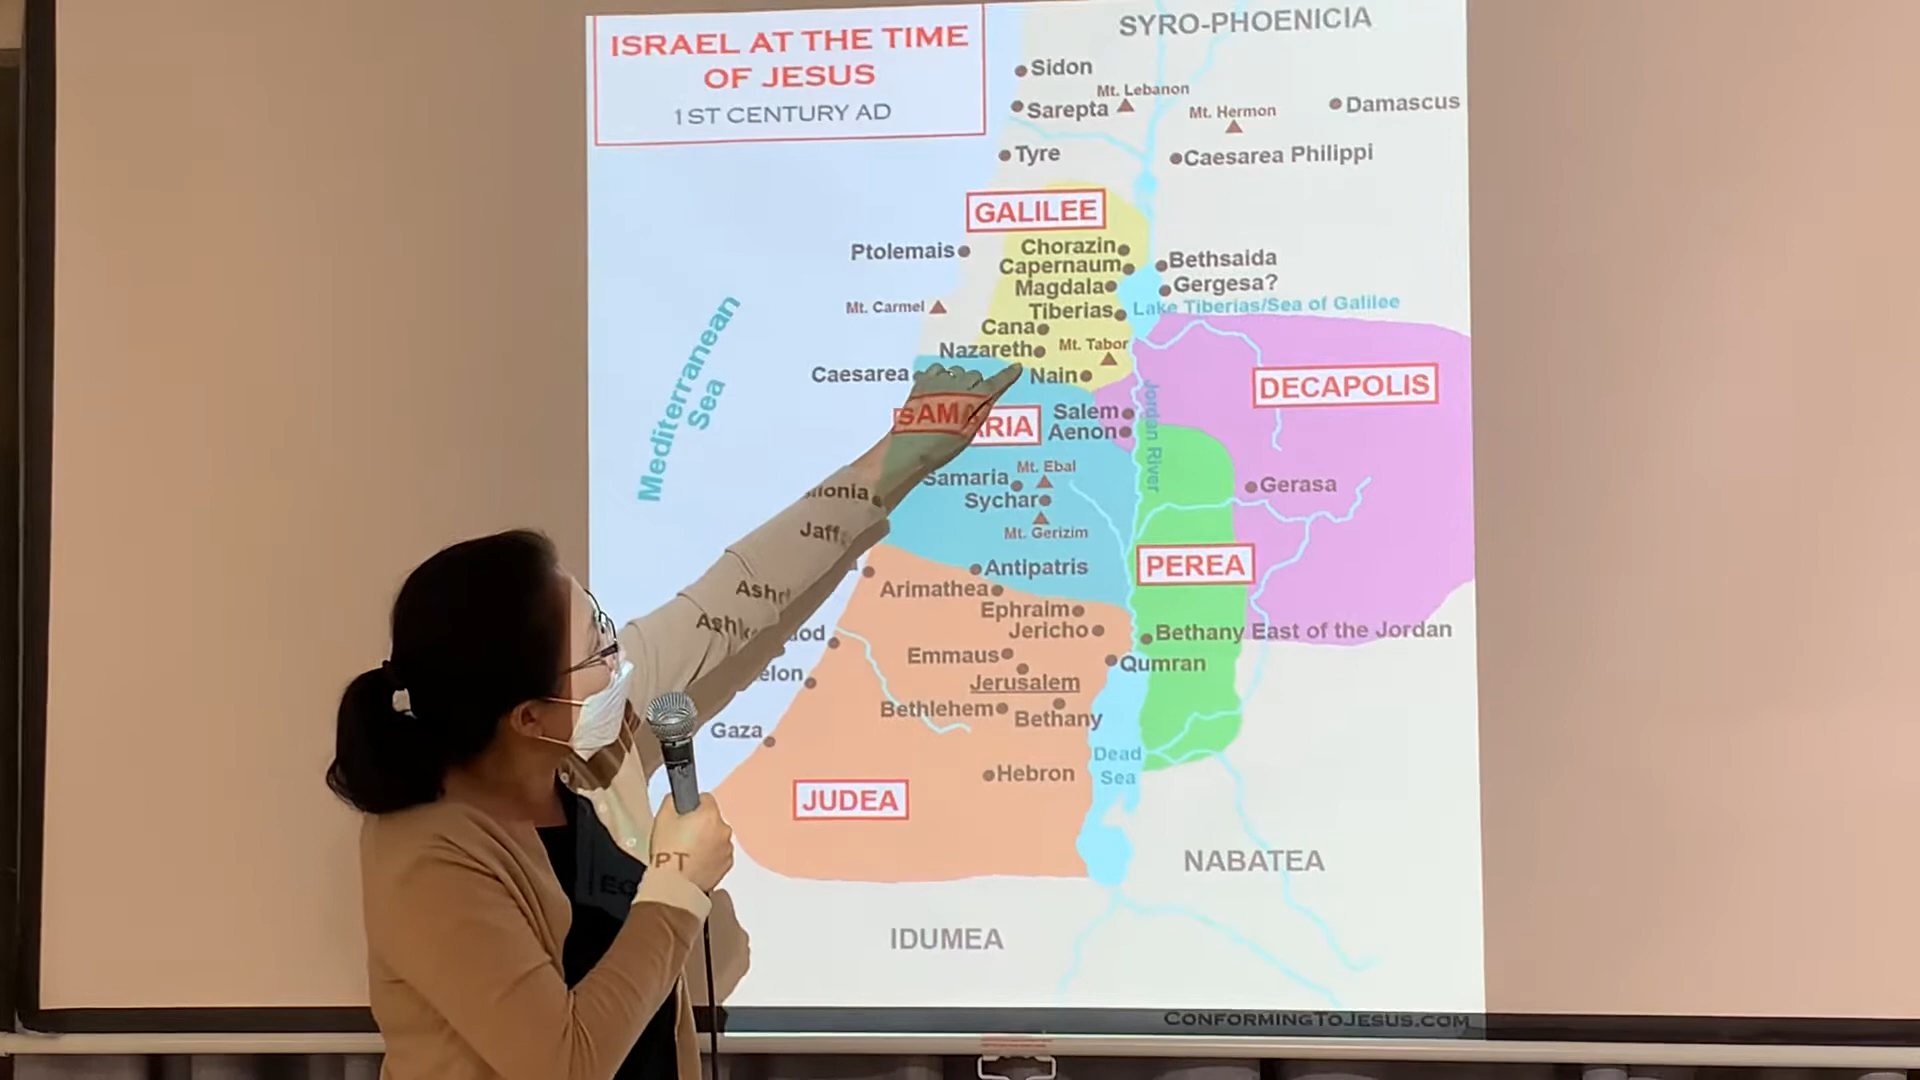 ISRAEL AT THE TIME
OF JESUS
1ST CENTURY AD
SYRO-PHOENICIA
Sidon
Mt. Lebanon
Sarepta
Mt. Hermon
Damascus
Tyre
Caesarea Philippi
GALILEE
Ptolemais
Chorazin
Capernaum
Bethsaida
Magdala
Gergesa?
Mt. Carmel
Tiberias
Lake Tiberias/Sea of Galilee
Cana
Nazareth
Mt. Tabor
Caesarea
Nain
DECAPOLIS
Mediterranean
Sea
SAMARIA
Salem
Aenon
Jordan River
Samaria
Mt. Ebal
Sychar
Gerasa
Mt. Gerizim
PEREA
Antipatris
Arimathea
Ephraim
Jericho
Bethany East of the Jordan
Emmaus
Qumran
Jerusalem
Bethlehem
Bethany
Gaza
Dead
Sea
Hebron
JUDEA
NABATEA
IDUMEA
CONFORMINGTOJESUS.COM